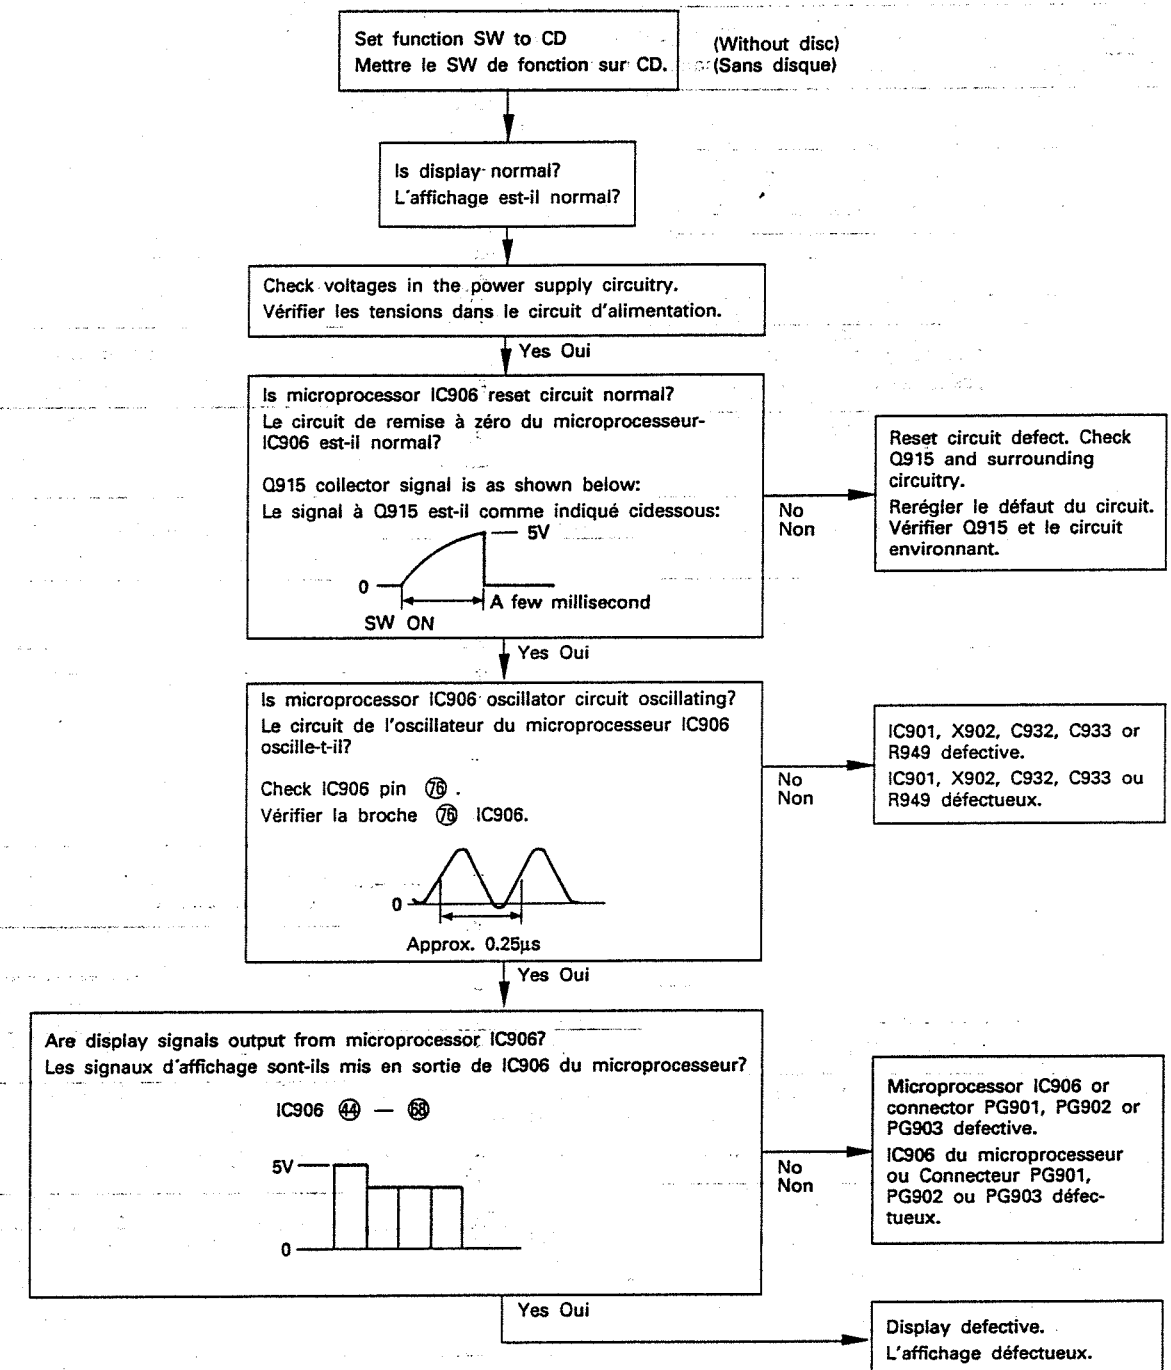 Set function SW to CD
Mettre le SW de fonction sur CD.
(Without disc)
(Sans disque)
Is display normal?
L'affichage est-il normal?
Check voltages in the power supply circuitry.
Vérifier les tensions dans le circuit d'alimentation.
Yes Oui
Is microprocessor IC906 reset circuit normal?
Le circuit de remise à zéro du microprocesseur-
IC906 est-il normal?
Q915 collector signal is as shown below:
Le signal à Q915 est-il comme indiqué cidessous:
5V
0
A few millisecond
SW ON
No
Non
Reset circuit defect. Check
Q915 and surrounding
circuitry.
Rerégler le défaut du circuit.
Vérifier Q915 et le circuit
environnant.
Yes Oui
Is microprocessor IC906 oscillator circuit oscillating?
Le circuit de l'oscillateur du microprocesseur IC906
oscille-t-il?
Check IC906 pin 76 .
Vérifier la broche 76 IC906.
0
Approx. 0.25µs
No
Non
IC901, X902, C932, C933 or
R949 defective.
IC901, X902, C932, C933 ou
R949 défectueux.
Yes Oui
Are display signals output from microprocessor IC906?
Les signaux d'affichage sont-ils mis en sortie de IC906 du microprocesseur?
IC906 44 — 68
5V
0
No
Non
Microprocessor IC906 or
connector PG901, PG902 or
PG903 defective.
IC906 du microprocesseur
ou Connecteur PG901,
PG902 ou PG903 défec-
tueux.
Yes Oui
Display defective.
L'affichage défectueux.